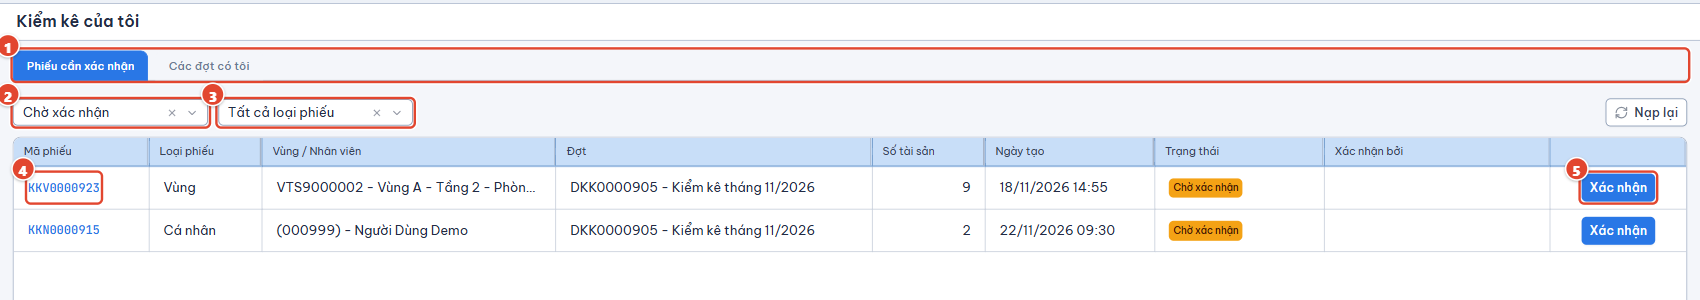 Kiểm kê của tôi
1
Phiếu cần xác nhận Các đợt có tôi
2 3
Chờ xác nhận Tất cả loại phiếu Nạp lại
Mã phiếu Loại phiếu Vùng / Nhân viên Đợt Số tài sản Ngày tạo Trạng thái Xác nhận bởi
4 5
KKV0000923 Vùng VTS9000002 - Vùng A - Tầng 2 - Phòn... DKK0000905 - Kiểm kê tháng 11/2026 9 18/11/2026 14:55 Chờ xác nhận Xác nhận
KKN0000915 Cá nhân (000999) - Người Dùng Demo DKK0000905 - Kiểm kê tháng 11/2026 2 22/11/2026 09:30 Chờ xác nhận Xác nhận